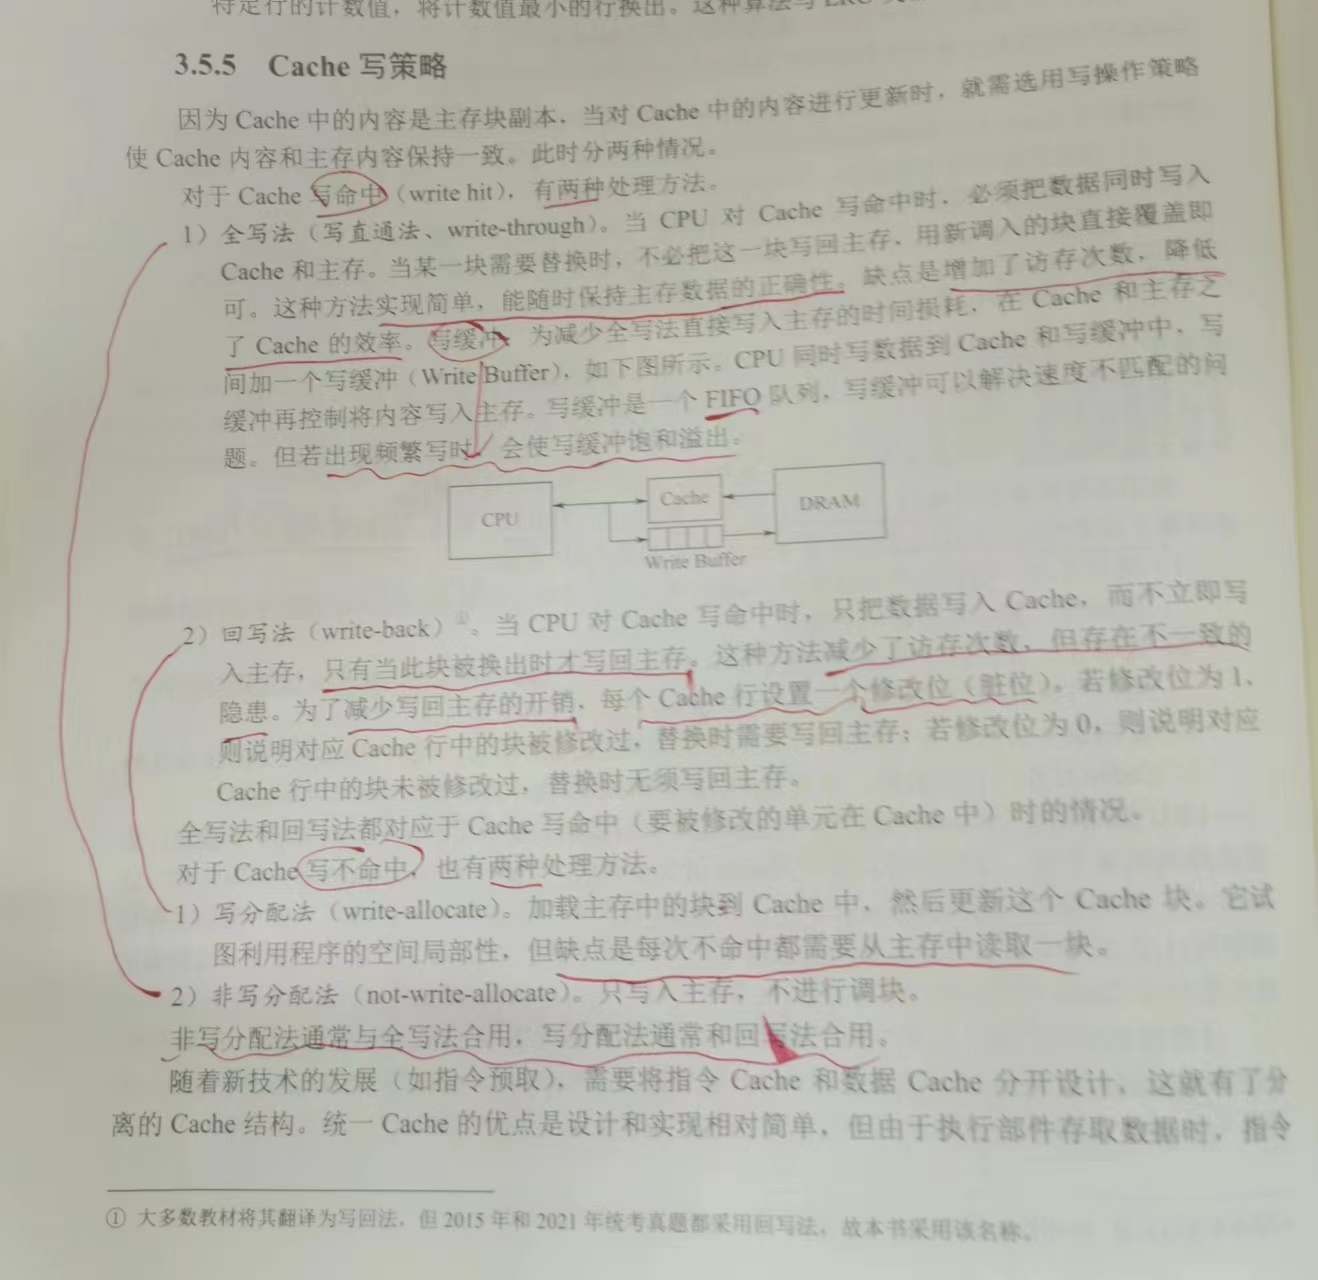 特定行的计数值，将计数值最小的行换出。这种算法与 LRU
3.5.5 Cache 写策略
因为 Cache 中的内容是主存块副本，当对 Cache 中的内容进行更新时，就需选用写操作策略
使 Cache 内容和主存内容保持一致。此时分两种情况。
对于 Cache 写命中（write hit），有两种处理方法。
1）全写法（写直通法、write-through）。当 CPU 对 Cache 写命中时，必须把数据同时写入
Cache 和主存。当某一块需要替换时，不必把这一块写回主存，用新调入的块直接覆盖即
可。这种方法实现简单，能随时保持主存数据的正确性。缺点是增加了访存次数，降低
了 Cache 的效率。写缓冲：为减少全写法直接写入主存的时间损耗，在 Cache 和主存之
间加一个写缓冲（Write Buffer），如下图所示。CPU 同时写数据到 Cache 和写缓冲中，写
缓冲再控制将内容写入主存。写缓冲是一个 FIFO 队列，写缓冲可以解决速度不匹配的问
题。但若出现频繁写时，会使写缓冲饱和溢出。
CPU
Cache
DRAM
Write Buffer
2）回写法（write-back）①。当 CPU 对 Cache 写命中时，只把数据写入 Cache，而不立即写
入主存，只有当此块被换出时才写回主存。这种方法减少了访存次数，但存在不一致的
隐患。为了减少写回主存的开销，每个 Cache 行设置一个修改位（脏位）。若修改位为 1，
则说明对应 Cache 行中的块被修改过，替换时需要写回主存；若修改位为 0，则说明对应
Cache 行中的块未被修改过，替换时无须写回主存。
全写法和回写法都对应于 Cache 写命中（要被修改的单元在 Cache 中）时的情况。
对于 Cache 写不命中，也有两种处理方法。
1）写分配法（write-allocate）。加载主存中的块到 Cache 中，然后更新这个 Cache 块。它试
图利用程序的空间局部性，但缺点是每次不命中都需要从主存中读取一块。
2）非写分配法（not-write-allocate）。只写入主存，不进行调块。
非写分配法通常与全写法合用，写分配法通常和回写法合用。
随着新技术的发展（如指令预取），需要将指令 Cache 和数据 Cache 分开设计，这就有了分
离的 Cache 结构。统一 Cache 的优点是设计和实现相对简单，但由于执行部件存取数据时，指令
① 大多数教材将其翻译为写回法，但 2015 年和 2021 年统考真题都采用回写法，故本书采用该名称。